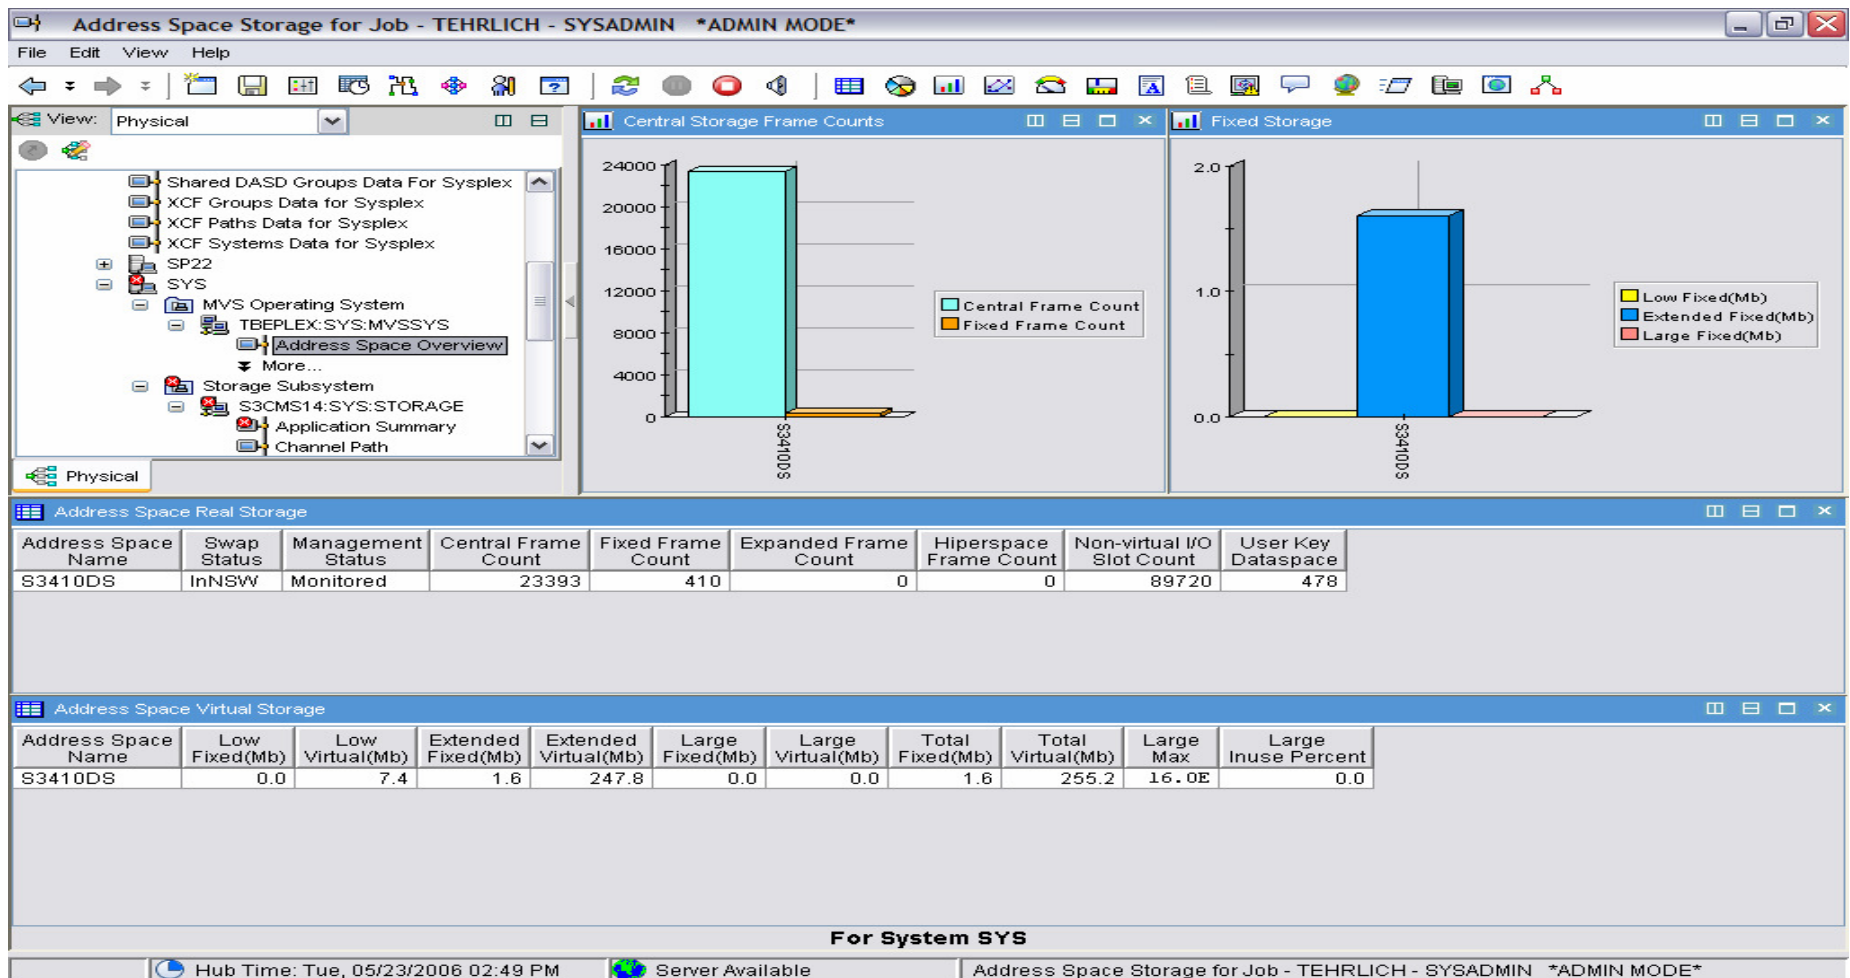 Address Space Storage for Job - TEHRLICH - SYSADMIN *ADMIN MODE*
File Edit View Help
View: Physical
Shared DASD Groups Data For Sysplex
XCF Groups Data for Sysplex
XCF Paths Data for Sysplex
XCF Systems Data for Sysplex
SP22
SYS
MVS Operating System
TBEPLEX:SYS:MVSSYS
Address Space Overview
More...
Storage Subsystem
S3CMS14:SYS:STORAGE
Application Summary
Channel Path
Physical
Central Storage Frame Counts
24000
20000
16000
12000
8000
4000
0
S3410DS
Central Frame Count
Fixed Frame Count
Fixed Storage
2.0
1.0
0.0
S3410DS
Low Fixed(Mb)
Extended Fixed(Mb)
Large Fixed(Mb)
Address Space Real Storage
Address Space Name Swap Status Management Status Central Frame Count Fixed Frame Count Expanded Frame Count Hiperspace Frame Count Non-virtual I/O Slot Count User Key Dataspace
S3410DS InNSW Monitored 23393 410 0 0 89720 478
Address Space Virtual Storage
Address Space Name Low Fixed(Mb) Low Virtual(Mb) Extended Fixed(Mb) Extended Virtual(Mb) Large Fixed(Mb) Large Virtual(Mb) Total Fixed(Mb) Total Virtual(Mb) Large Max Large Inuse Percent
S3410DS 0.0 7.4 1.6 247.8 0.0 0.0 1.6 255.2 16.0E 0.0
For System SYS
Hub Time: Tue, 05/23/2006 02:49 PM Server Available Address Space Storage for Job - TEHRLICH - SYSADMIN *ADMIN MODE*